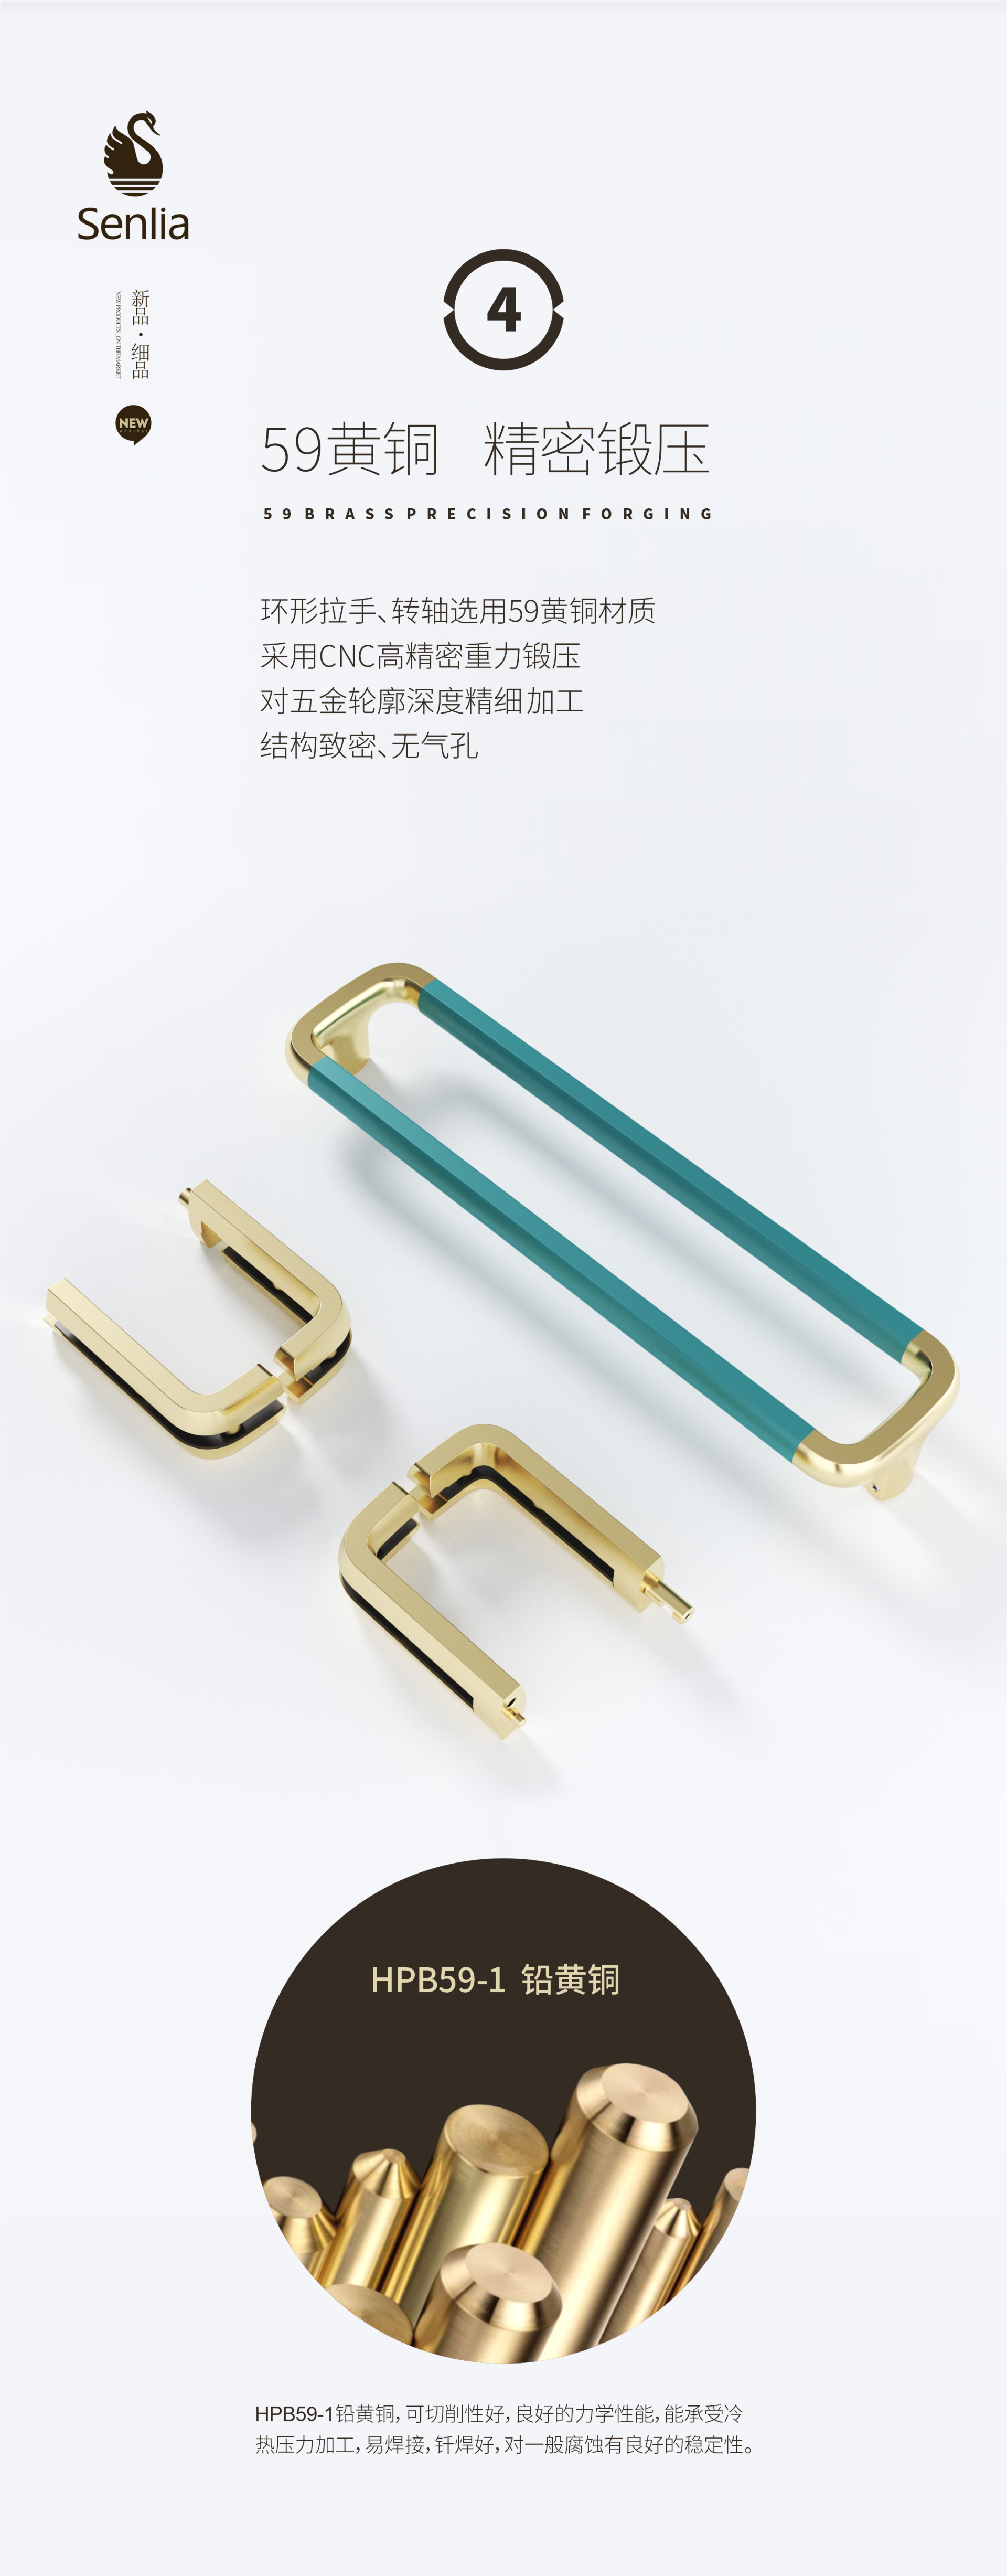 Senlia
新品·细品
NEW PRODUCTS ON THE MARKET
NEW
4
59黄铜 精密锻压
59 BRASS PRECISION FORGING
环形拉手、转轴选用59黄铜材质
采用CNC高精密重力锻压
对五金轮廓深度精细加工
结构致密、无气孔
HPB59-1 铅黄铜
HPB59-1铅黄铜，可切削性好，良好的力学性能，能承受冷
热压力加工，易焊接，钎焊好，对一般腐蚀有良好的稳定性。